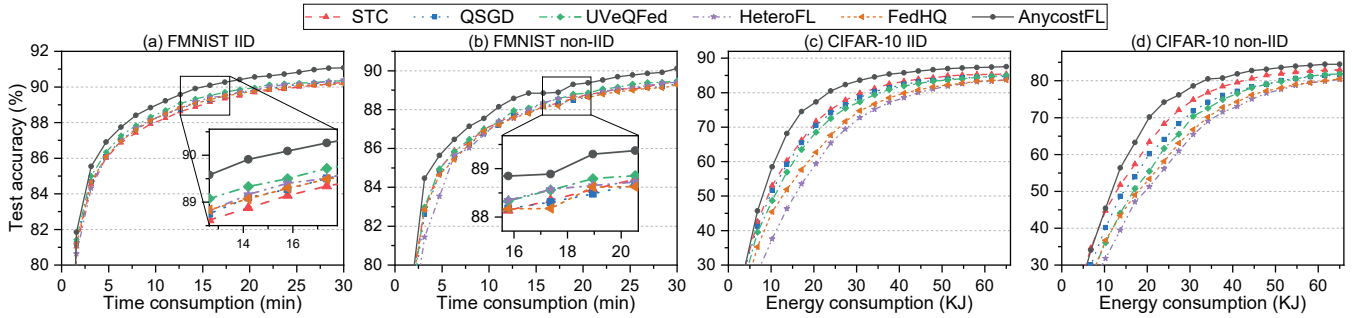 STC QSGD UVeQFed HeteroFL FedHQ AnycostFL
(a) FMNIST IID
(b) FMNIST non-IID
(c) CIFAR-10 IID
(d) CIFAR-10 non-IID
Test accuracy (%)
92
90
88
86
84
82
80
90
89
14 16
0 5 10 15 20 25 30
Time consumption (min)
90
88
86
84
82
80
89
88
16 18 20
0 5 10 15 20 25 30
Time consumption (min)
90
80
70
60
50
40
30
0 10 20 30 40 50 60
Energy consumption (KJ)
80
70
60
50
40
30
0 10 20 30 40 50 60
Energy consumption (KJ)